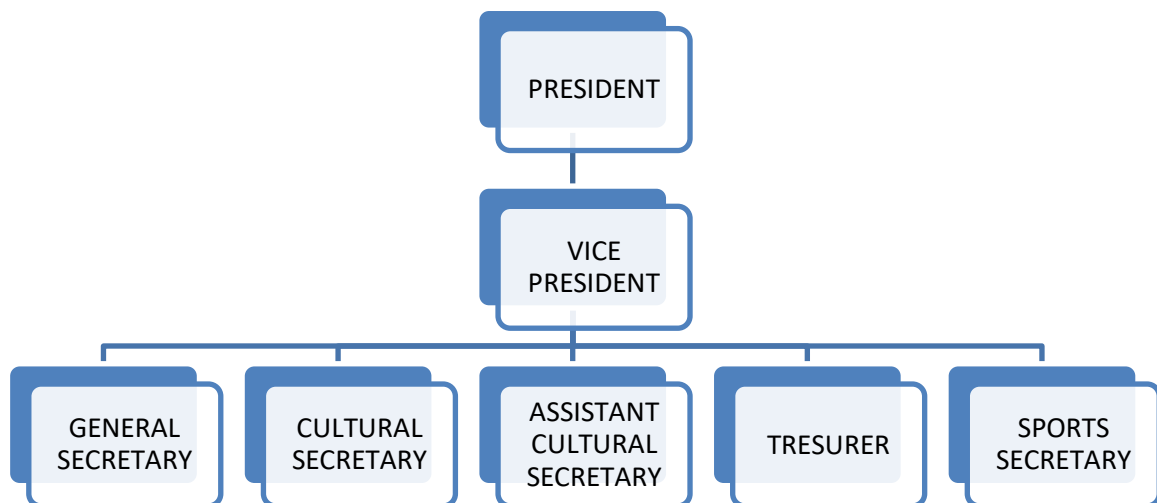 PRESIDENT
VICE
PRESIDENT
GENERAL
SECRETARY
CULTURAL
SECRETARY
ASSISTANT
CULTURAL
SECRETARY
TRESURER
SPORTS
SECRETARY